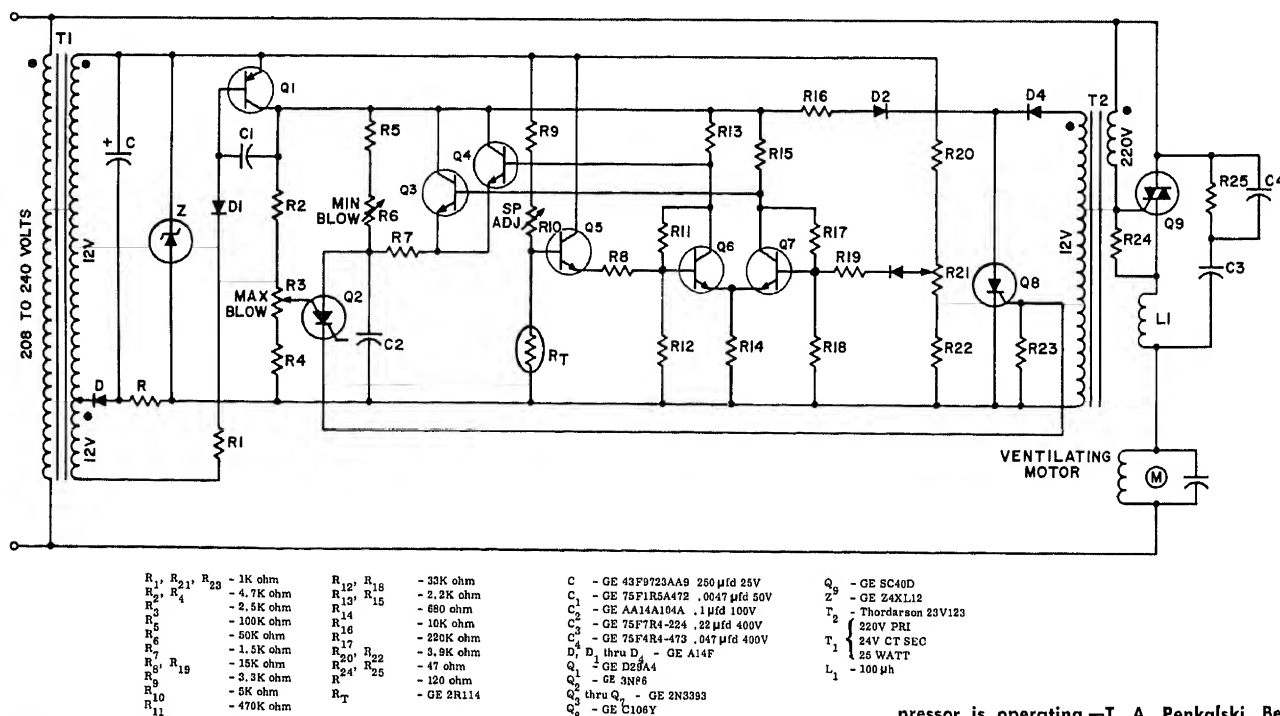 T1
Q1
+
C
C1
Z
D1
R2
R5
MIN
BLOW
R6
R7
Q3
Q4
R9
SP
ADJ.
R10
Q5
R8
R13
R15
R11
Q6
Q7
R16
D2
R17
R19
R20
R21
D4
T2
220V
12V
Q8
Q9
R24
R25
C4
C3
L1
208 TO 240 VOLTS
12V
12V
R3
MAX
BLOW
Q2
R4
C2
RT
R12
R14
R18
R22
R23
D
R
R1
VENTILATING
MOTOR
M
R1, R21, R23 - 1K ohm
R2, R4 - 4.7K ohm
R3 - 2.5K ohm
R5 - 100K ohm
R6 - 50K ohm
R7 - 1.5K ohm
R8, R19 - 15K ohm
R9 - 3.3K ohm
R10 - 5K ohm
R11 - 470K ohm
R12, R18 - 33K ohm
R13, R15 - 2.2K ohm
R14 - 680 ohm
R16 - 10K ohm
R17 - 220K ohm
R20, R22 - 3.9K ohm
R24, R25 - 47 ohm
R - 120 ohm
RT - GE 2R114
C - GE 43F9723AA9 250 µfd 25V
C1 - GE 75F1R5A472 .0047 µfd 50V
C2 - GE AA14A104A .1 µfd 100V
C3 - GE 75F7R4-224 .22 µfd 400V
C4 - GE 75F4R4-473 .047 µfd 400V
D, D1 thru D4 - GE A14F
Q1 - GE D29A4
Q2 - GE 3NF6
Q3 thru Q7 - GE 2N3393
Q8 - GE C106Y
Q9 - GE SC40D
Z - GE Z4XL12
T2 - Thordarson 23V123
T1 { 220V PRI
24V CT SEC
25 WATT
L1 - 100 µh
pressor is operating.—T. A. Penkalski, Be